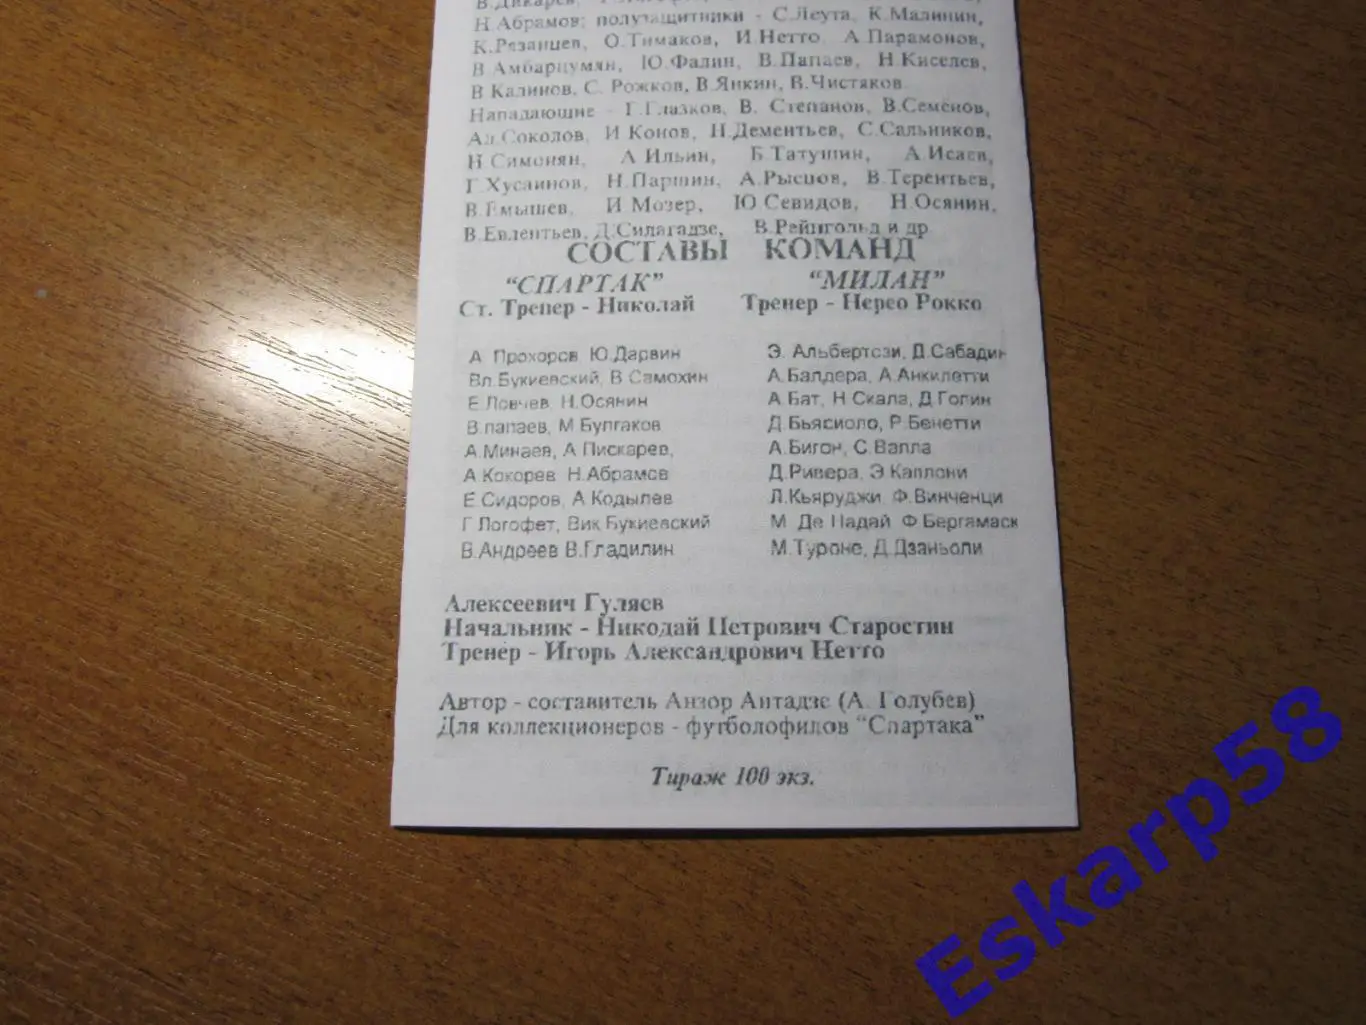 Н.Абрамов; полузащитники - С.Леута, К.Малинин,
К.Рязанцев, О.Тимаков, И.Нетто, А.Парамонов,
В.Амбарцумян, Ю.Фалин, В.Папаев, Н.Киселев,
В.Калинов, С. Рожков, В.Янкин, В.Чистяков.
Нападающие - Г.Глазков, В. Степанов, В.Семенов,
Ал.Соколов, И.Конов, Н.Дементьев, С.Сальников,
Н.Симонян, А.Ильин, Б.Татушин, А.Исаев,
Г.Хусаинов, Н.Паршин, А.Рысцов, В.Терентьев,
В.Емышев, И.Мозер, Ю.Севидов, Н.Осянин,
В.Евлентьев, Д.Силагадзе, В.Рейнгольд и др
СОСТАВЫ КОМАНД
“СПАРТАК” “МИЛАН”
Ст. Тренер - Николай Тренер - Нерео Рокко
А. Прохоров Ю.Дарвин Э. Альбертози, Д.Сабадин
Вл.Букиевский, В.Самохин А.Балдера, А.Анкилетти
Е.Ловчев, Н.Осянин А.Бат, Н.Скала, Д.Голин
В.папаев, М.Булгаков Д.Бьясиоло, Р.Бенетти
А.Минаев, А.Пискарев, А.Бигон, С.Валла
А.Кокорев Н.Абрамов Д.Ривера, Э.Каплони
Е.Сидоров, А.Кодылев Л.Кьяруджи, Ф.Винченци
Г.Логофет, Вик.Букиевский М. Де Надай Ф.Бергамаск
В.Андреев В.Гладилин М.Туроне, Д.Дзаньоли
Алексеевич Гуляев
Начальник - Николай Петрович Старостин
Тренер - Игорь Александрович Нетто
Автор - составитель Анзор Антадзе (А. Голубев)
Для коллекционеров - футболофилов “Спартака”
Тираж 100 экз.
Eskarp58